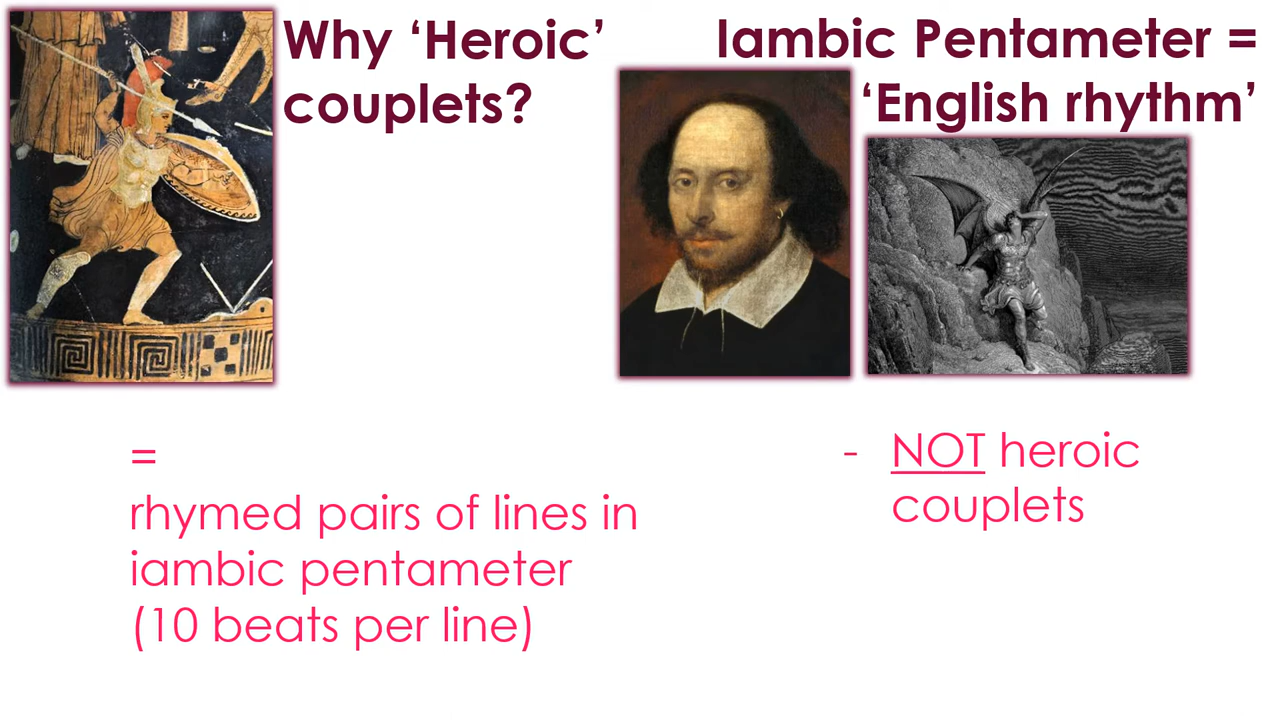 Why ‘Heroic’
couplets?
Iambic Pentameter =
‘English rhythm’
=
rhymed pairs of lines in
iambic pentameter
(10 beats per line)
- NOT heroic
couplets